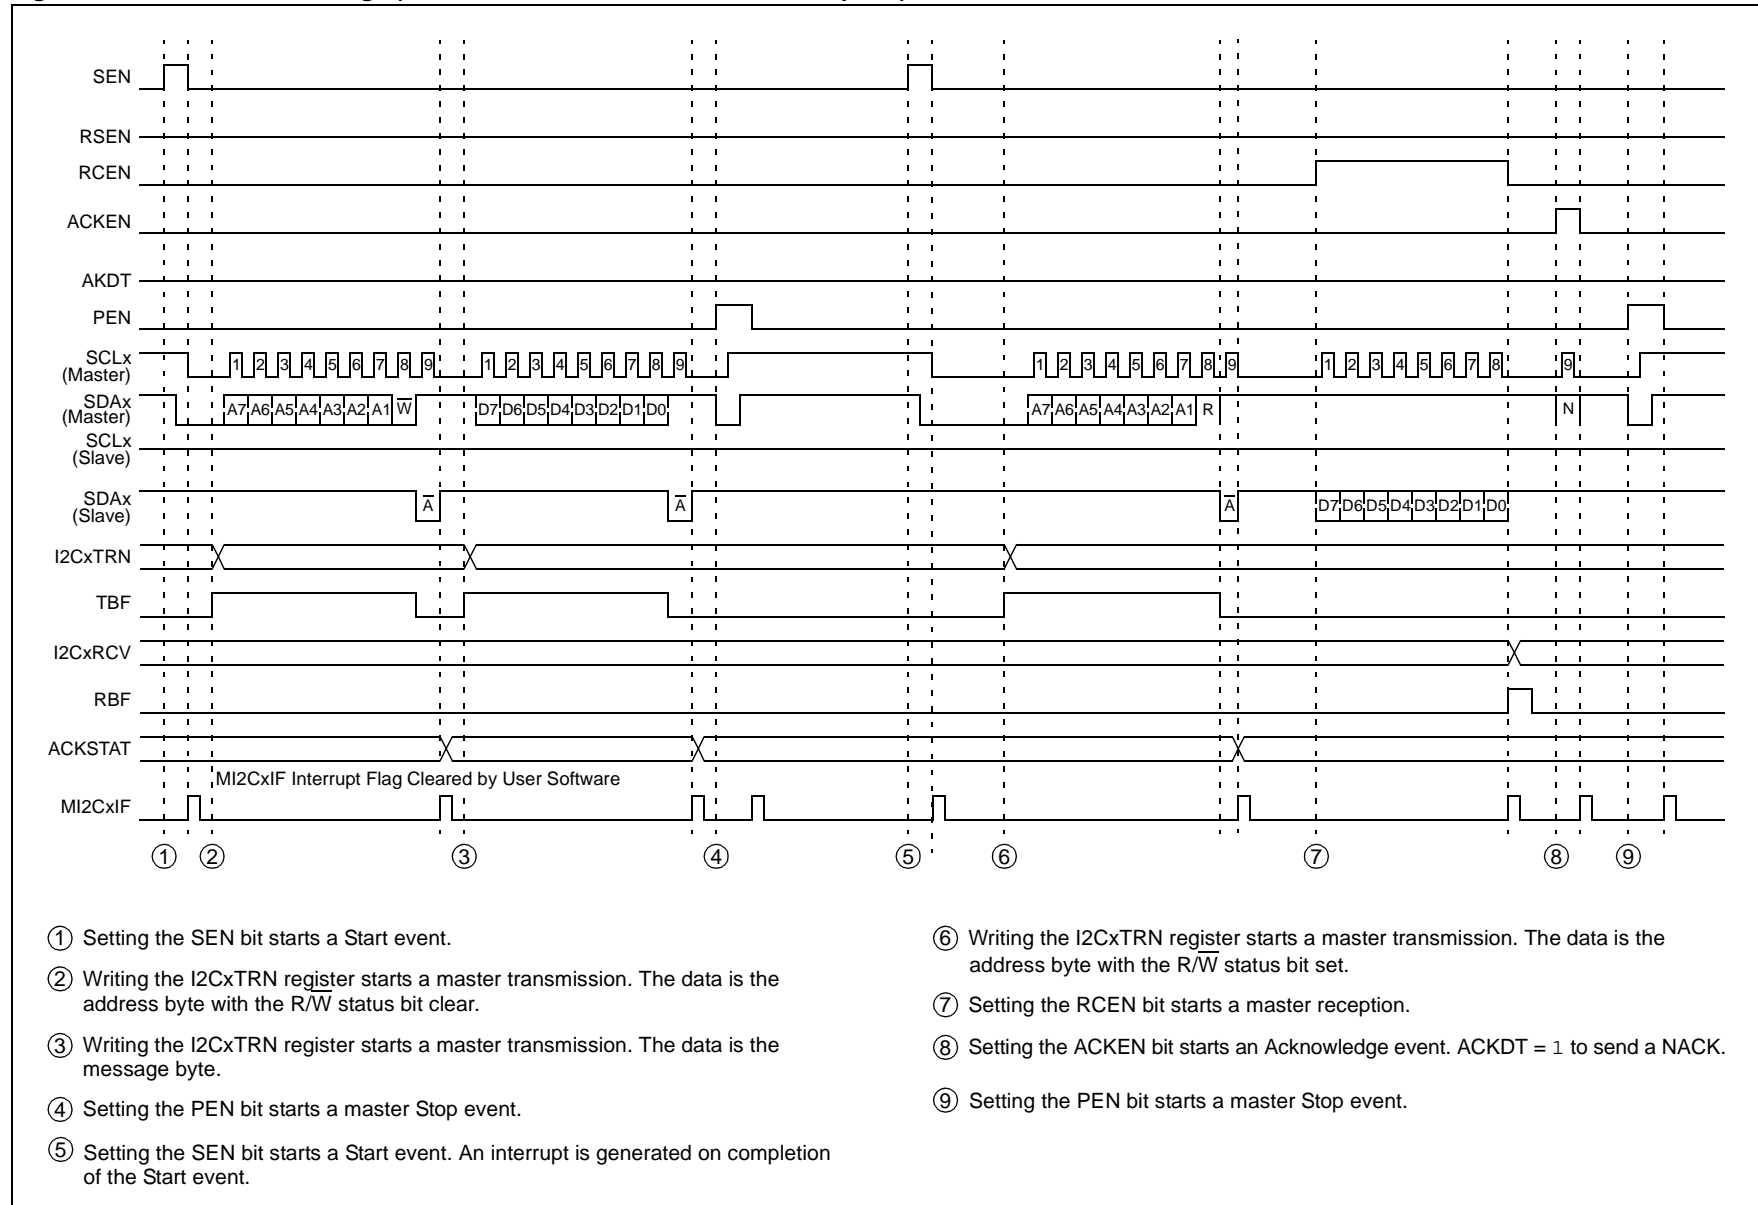 SEN
RSEN
RCEN
ACKEN
AKDT
PEN
SCLx
(Master)
1 2 3 4 5 6 7 8 9 1 2 3 4 5 6 7 8 9 1 2 3 4 5 6 7 8 9 1 2 3 4 5 6 7 8 9
SDAx
(Master)
A7 A6 A5 A4 A3 A2 A1 W̅ D7 D6 D5 D4 D3 D2 D1 D0 A7 A6 A5 A4 A3 A2 A1 R N
SCLx
(Slave)
SDAx
(Slave)
A̅ A̅ A̅ D7 D6 D5 D4 D3 D2 D1 D0
I2CxTRN
TBF
I2CxRCV
RBF
ACKSTAT
MI2CxIF Interrupt Flag Cleared by User Software
MI2CxIF
① ② ③ ④ ⑤ ⑥ ⑦ ⑧ ⑨
① Setting the SEN bit starts a Start event.
② Writing the I2CxTRN register starts a master transmission. The data is the
address byte with the R/W̅ status bit clear.
③ Writing the I2CxTRN register starts a master transmission. The data is the
message byte.
④ Setting the PEN bit starts a master Stop event.
⑤ Setting the SEN bit starts a Start event. An interrupt is generated on completion
of the Start event.
⑥ Writing the I2CxTRN register starts a master transmission. The data is the
address byte with the R/W̅ status bit set.
⑦ Setting the RCEN bit starts a master reception.
⑧ Setting the ACKEN bit starts an Acknowledge event. ACKDT = 1 to send a NACK.
⑨ Setting the PEN bit starts a master Stop event.